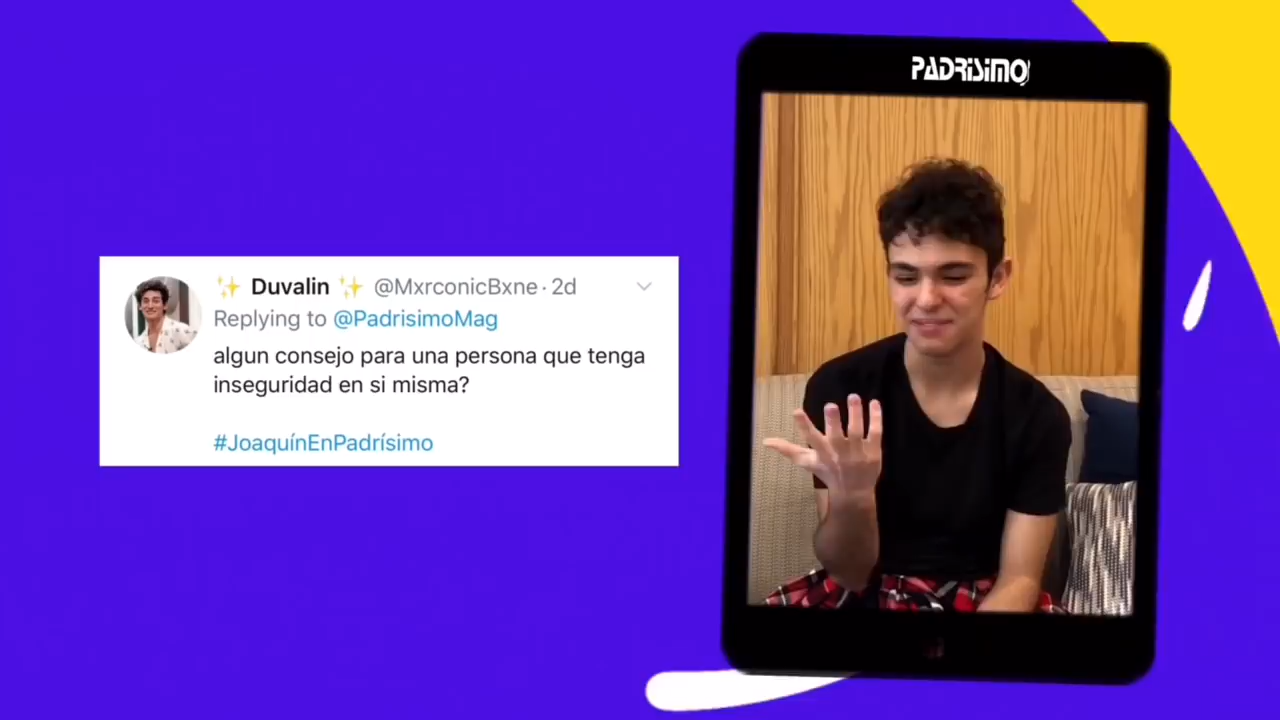 PADRiSiMO
✨ Duvalin ✨ @MxrconicBxne · 2d
Replying to @PadrisimoMag
algun consejo para una persona que tenga
inseguridad en si misma?
#JoaquínEnPadrísimo